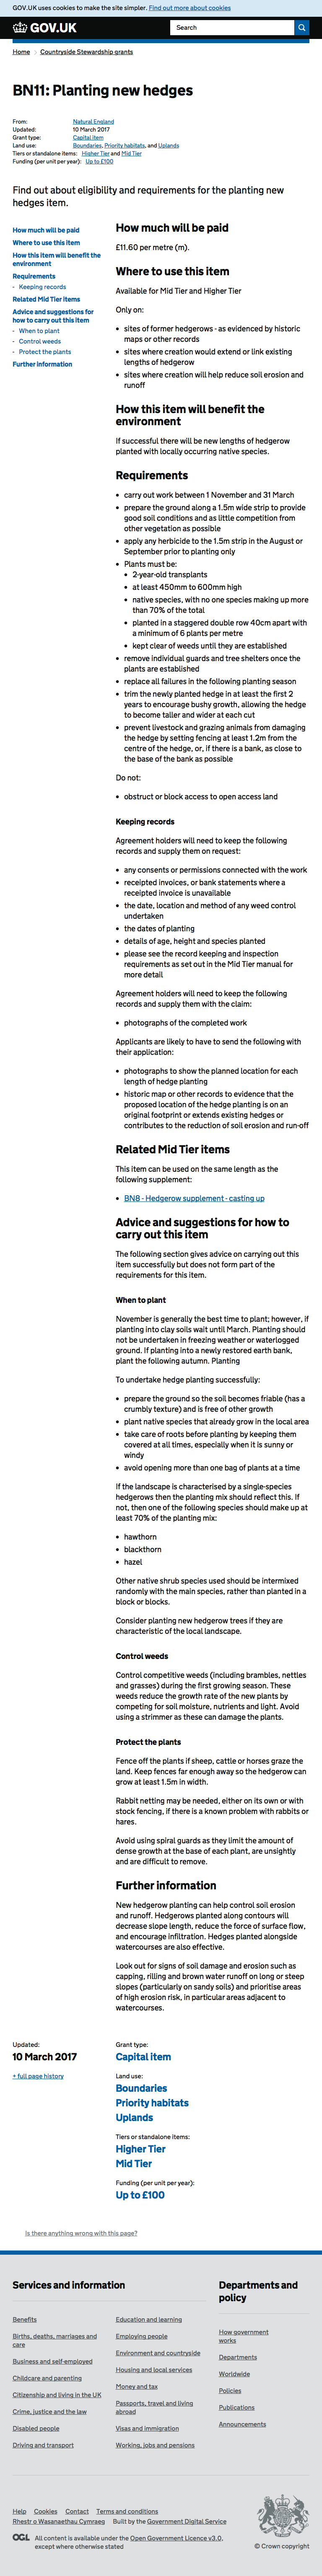 GOV.UK uses cookies to make the site simpler. Find out more about cookies
GOV.UK
Search
Home > Countryside Stewardship grants
BN11: Planting new hedges
From: Natural England
Updated: 10 March 2017
Grant type: Capital item
Land use: Boundaries, Priority habitats, and Uplands
Tiers or standalone items: Higher Tier and Mid Tier
Funding (per unit per year): Up to £100
Find out about eligibility and requirements for the planting new
hedges item.
How much will be paid
Where to use this item
How this item will benefit the
environment
Requirements
- Keeping records
Related Mid Tier items
Advice and suggestions for
how to carry out this item
- When to plant
- Control weeds
- Protect the plants
Further information
How much will be paid
£11.60 per metre (m).
Where to use this item
Available for Mid Tier and Higher Tier
Only on:
• sites of former hedgerows - as evidenced by historic
maps or other records
• sites where creation would extend or link existing
lengths of hedgerow
• sites where creation will help reduce soil erosion and
runoff
How this item will benefit the
environment
If successful there will be new lengths of hedgerow
planted with locally occurring native species.
Requirements
• carry out work between 1 November and 31 March
• prepare the ground along a 1.5m wide strip to provide
good soil conditions and as little competition from
other vegetation as possible
• apply any herbicide to the 1.5m strip in the August or
September prior to planting only
• Plants must be:
• 2-year-old transplants
• at least 450mm to 600mm high
• native species, with no one species making up more
than 70% of the total
• planted in a staggered double row 40cm apart with
a minimum of 6 plants per metre
• kept clear of weeds until they are established
• remove individual guards and tree shelters once the
plants are established
• replace all failures in the following planting season
• trim the newly planted hedge in at least the first 2
years to encourage bushy growth, allowing the hedge
to become taller and wider at each cut
• prevent livestock and grazing animals from damaging
the hedge by setting fencing at least 1.2m from the
centre of the hedge, or, if there is a bank, as close to
the base of the bank as possible
Do not:
• obstruct or block access to open access land
Keeping records
Agreement holders will need to keep the following
records and supply them on request:
• any consents or permissions connected with the work
• receipted invoices, or bank statements where a
receipted invoice is unavailable
• the date, location and method of any weed control
undertaken
• the dates of planting
• details of age, height and species planted
• please see the record keeping and inspection
requirements as set out in the Mid Tier manual for
more detail
Agreement holders will need to keep the following
records and supply them with the claim:
• photographs of the completed work
Applicants are likely to have to send the following with
their application:
• photographs to show the planned location for each
length of hedge planting
• historic map or other records to evidence that the
proposed location of the hedge planting is on an
original footprint or extends existing hedges or
contributes to the reduction of soil erosion and run-off
Related Mid Tier items
This item can be used on the same length as the
following supplement:
• BN8 - Hedgerow supplement - casting up
Advice and suggestions for how to
carry out this item
The following section gives advice on carrying out this
item successfully but does not form part of the
requirements for this item.
When to plant
November is generally the best time to plant; however, if
planting into clay soils wait until March. Planting should
not be undertaken in freezing weather or waterlogged
ground. If planting into a newly restored earth bank,
plant the following autumn. Planting
To undertake hedge planting successfully:
• prepare the ground so the soil becomes friable (has a
crumbly texture) and is free of other growth
• plant native species that already grow in the local area
• take care of roots before planting by keeping them
covered at all times, especially when it is sunny or
windy
• avoid opening more than one bag of plants at a time
If the landscape is characterised by a single-species
hedgerows then the planting mix should reflect this. If
not, then one of the following species should make up at
least 70% of the planting mix:
• hawthorn
• blackthorn
• hazel
Other native shrub species used should be intermixed
randomly with the main species, rather than planted in a
block or blocks.
Consider planting new hedgerow trees if they are
characteristic of the local landscape.
Control weeds
Control competitive weeds (including brambles, nettles
and grasses) during the first growing season. These
weeds reduce the growth rate of the new plants by
competing for soil moisture, nutrients and light. Avoid
using a strimmer as these can damage the plants.
Protect the plants
Fence off the plants if sheep, cattle or horses graze the
land. Keep fences far enough away so the hedgerow can
grow at least 1.5m in width.
Rabbit netting may be needed, either on its own or with
stock fencing, if there is a known problem with rabbits or
hares.
Avoid using spiral guards as they limit the amount of
dense growth at the base of each plant, are unsightly
and are difficult to remove.
Further information
New hedgerow planting can help control soil erosion
and runoff. Hedgerows planted along contours will
decrease slope length, reduce the force of surface flow,
and encourage infiltration. Hedges planted alongside
watercourses are also effective.
Look out for signs of soil damage and erosion such as
capping, rilling and brown water runoff on long or steep
slopes (particularly on sandy soils) and prioritise areas
of high erosion risk, in particular areas adjacent to
watercourses.
Updated:
10 March 2017
+ full page history
Grant type:
Capital item
Land use:
Boundaries
Priority habitats
Uplands
Tiers or standalone items:
Higher Tier
Mid Tier
Funding (per unit per year):
Up to £100
Is there anything wrong with this page?
Services and information
Benefits
Births, deaths, marriages and
care
Business and self-employed
Childcare and parenting
Citizenship and living in the UK
Crime, justice and the law
Disabled people
Driving and transport
Education and learning
Employing people
Environment and countryside
Housing and local services
Money and tax
Passports, travel and living
abroad
Visas and immigration
Working, jobs and pensions
Departments and
policy
How government
works
Departments
Worldwide
Policies
Publications
Announcements
Help Cookies Contact Terms and conditions
Rhestr o Wasanaethau Cymraeg Built by the Government Digital Service
OGL All content is available under the Open Government Licence v3.0,
except where otherwise stated
© Crown copyright